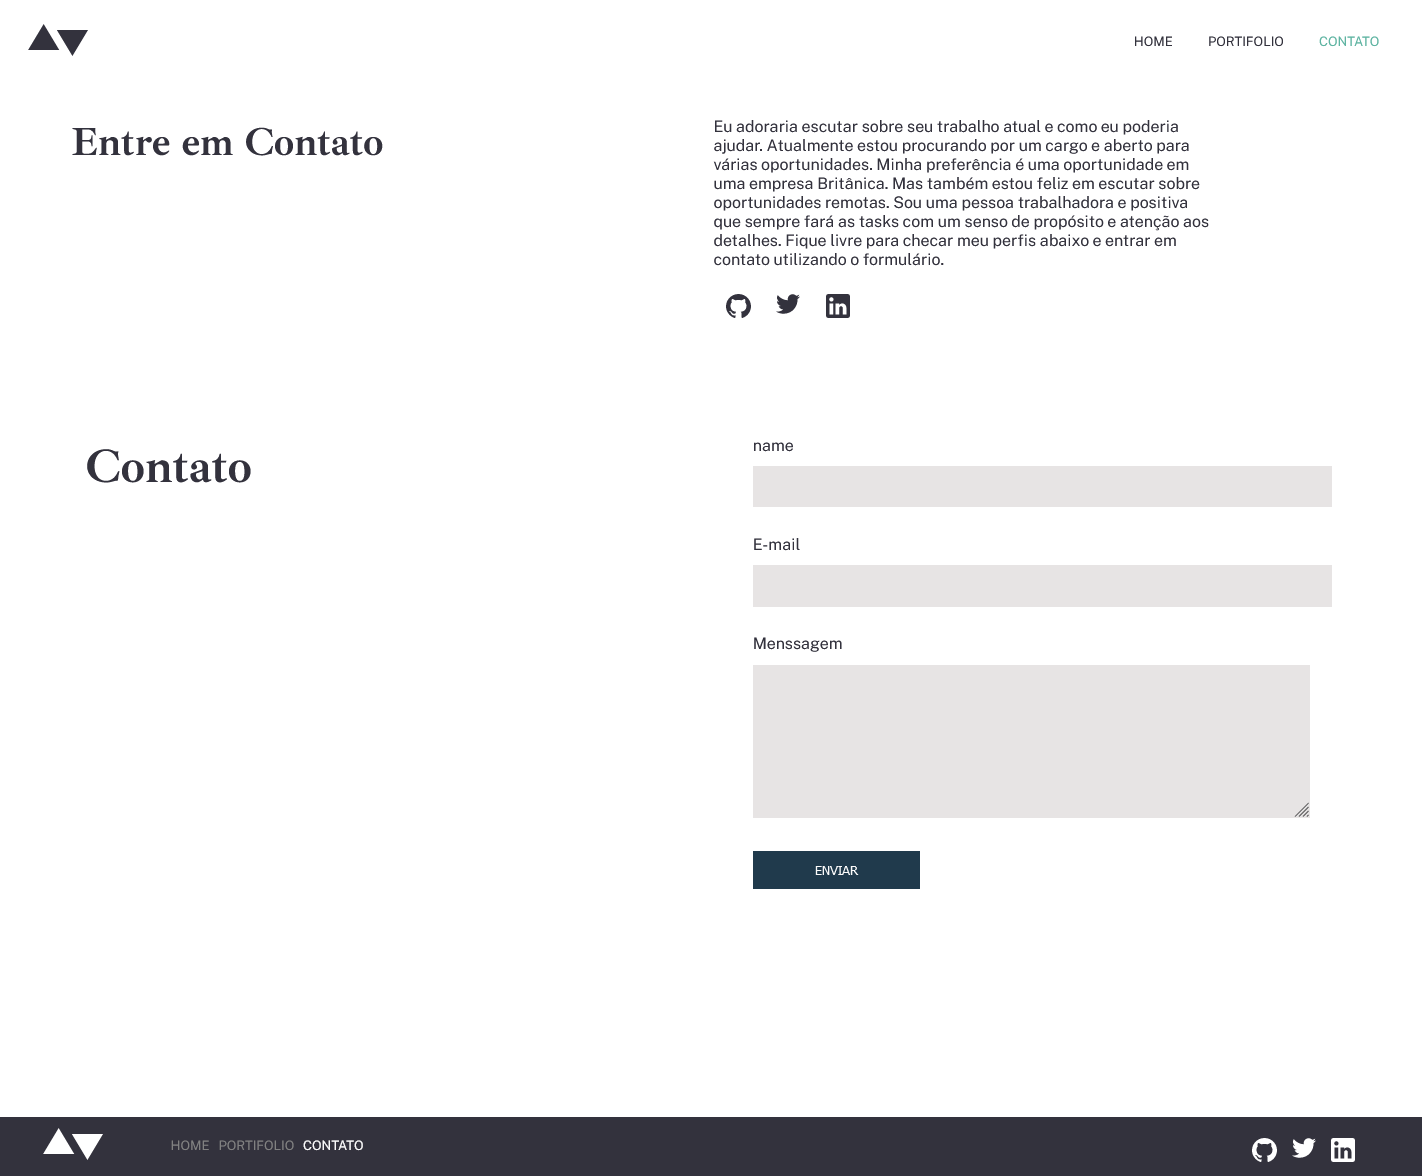 HOME PORTIFOLIO CONTATO
Entre em Contato
Eu adoraria escutar sobre seu trabalho atual e como eu poderia
ajudar. Atualmente estou procurando por um cargo e aberto para
várias oportunidades. Minha preferência é uma oportunidade em
uma empresa Britânica. Mas também estou feliz em escutar sobre
oportunidades remotas. Sou uma pessoa trabalhadora e positiva
que sempre fará as tasks com um senso de propósito e atenção aos
detalhes. Fique livre para checar meu perfis abaixo e entrar em
contato utilizando o formulário.
Contato
name
E-mail
Menssagem
ENVIAR
HOME PORTIFOLIO CONTATO